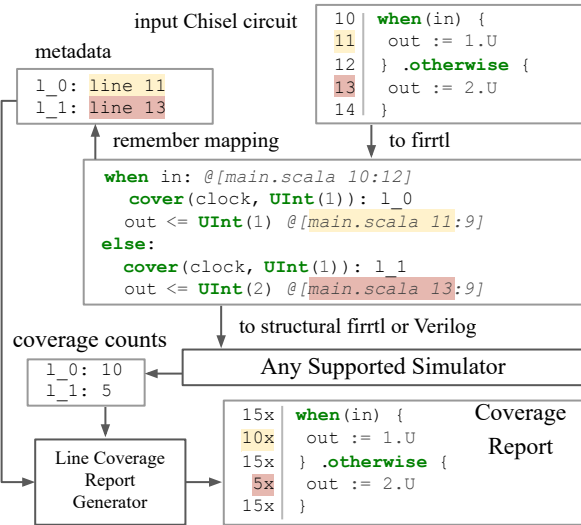 input Chisel circuit
10 when(in) {
11 out := 1.U
12 } .otherwise {
13 out := 2.U
14 }
metadata
l_0: line 11
l_1: line 13
remember mapping
to firrtl
when in: @[main.scala 10:12]
cover(clock, UInt(1)): l_0
out <= UInt(1) @[main.scala 11:9]
else:
cover(clock, UInt(1)): l_1
out <= UInt(2) @[main.scala 13:9]
to structural firrtl or Verilog
coverage counts
l_0: 10
l_1: 5
Any Supported Simulator
Line Coverage
Report
Generator
15x when(in) {
10x out := 1.U
15x } .otherwise {
5x out := 2.U
15x }
Coverage
Report